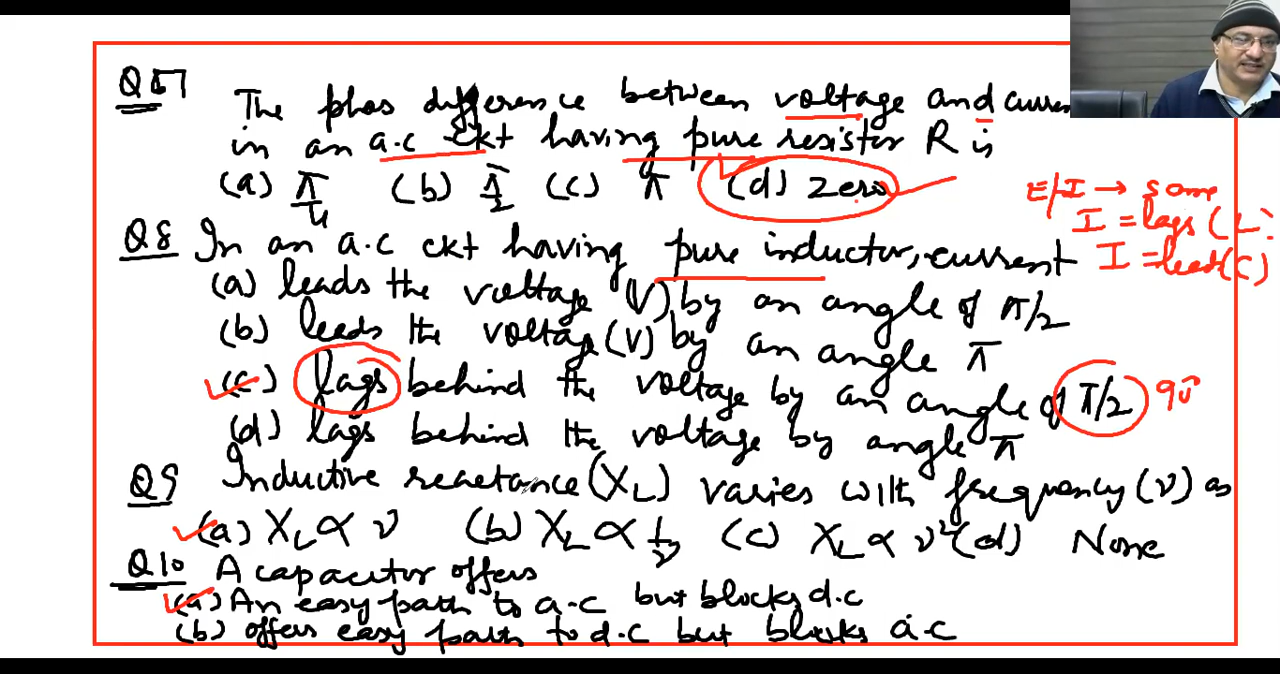 Q 7
The phas difference between voltage and curren
in an a.c ckt having pure resistor R is
(a) π/4 (b) π/2 (c) π (d) zero
E/I → same
I = lags (L)
I = lead (C)
Q8 In an a.c ckt having pure inductor, current
(a) leads the voltage (V) by an angle of π/2
(b) leads the voltage (V) by an angle π
(c) lags behind the voltage by an angle of π/2 90°
(d) lags behind the voltage by angle π
Q9 Inductive reactance (XL) varies with frequency (ν) as
(a) XL ∝ ν (b) XL ∝ 1/ν (c) XL ∝ ν² (d) None
Q10 A capacitor offers
(a) An easy path to a.c but blocks d.c
(b) offers easy path to d.c but blocks a.c